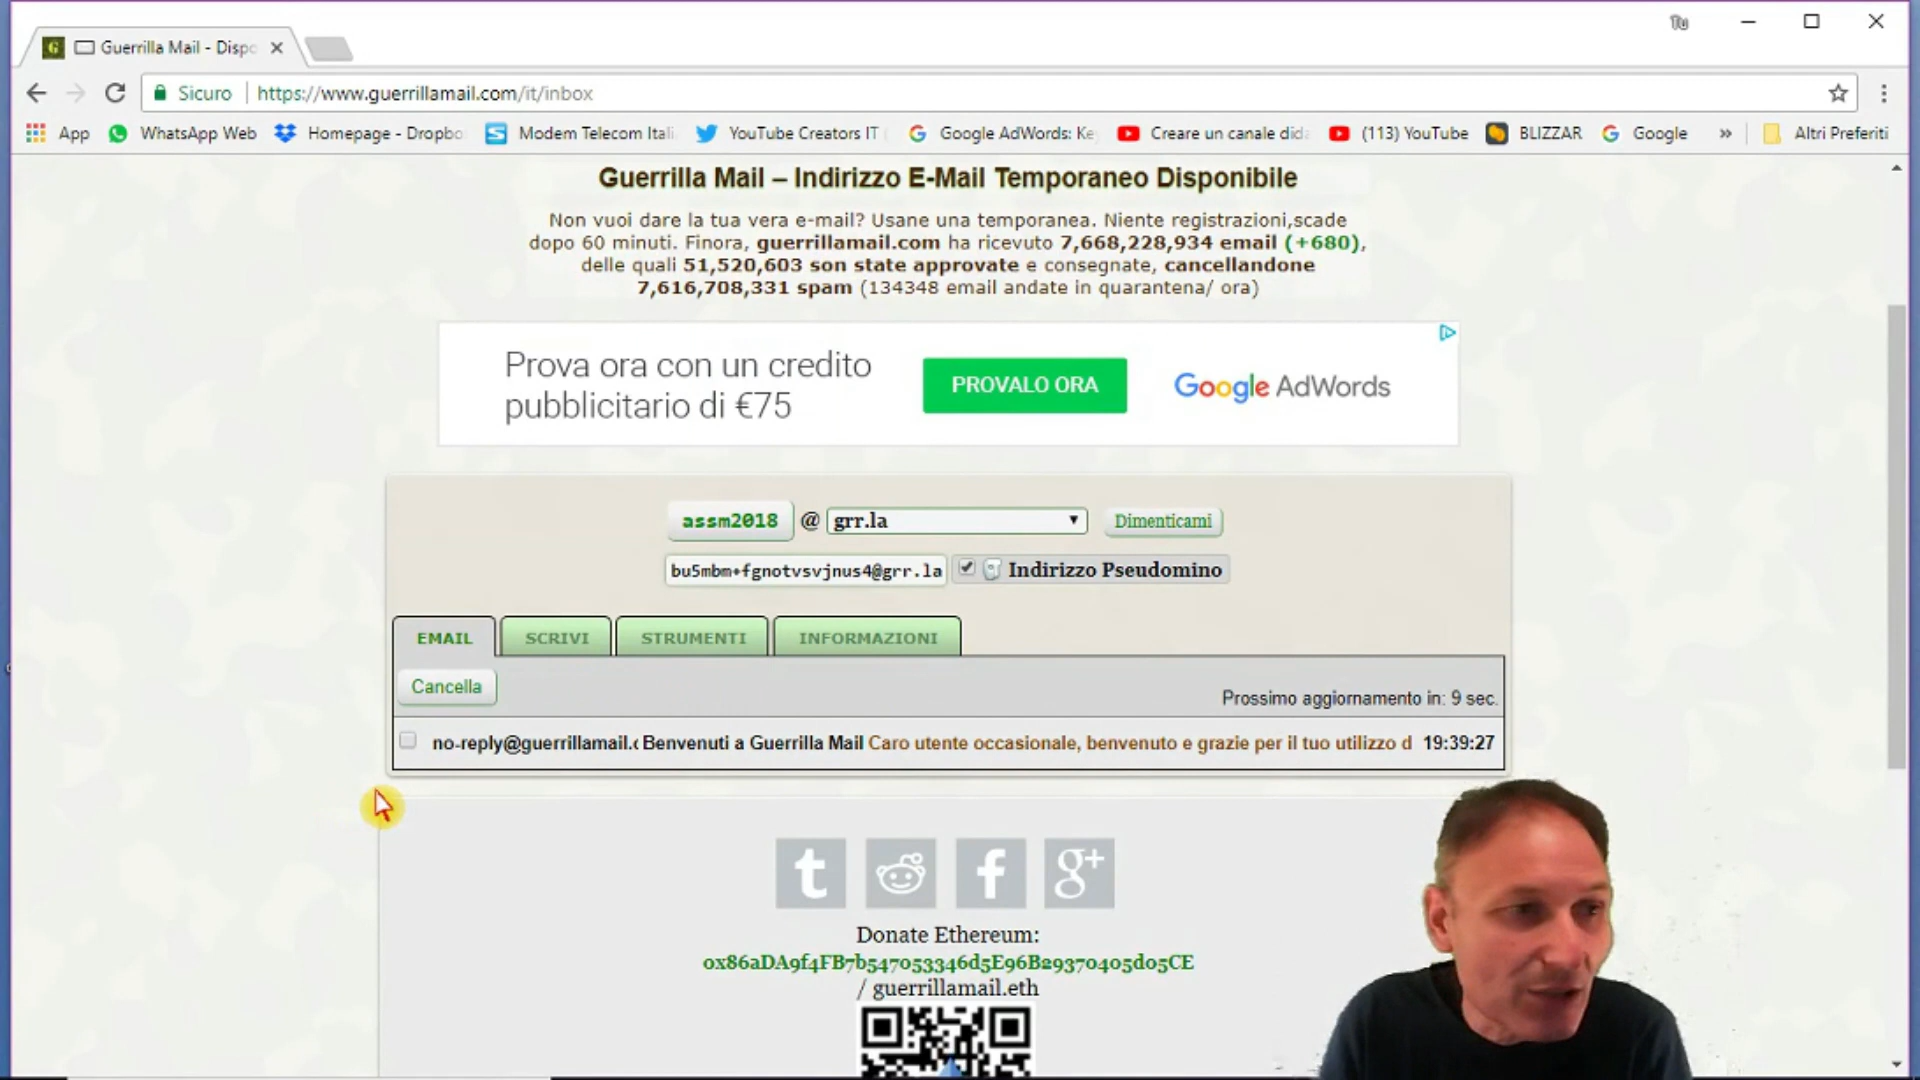 Tu
Guerrilla Mail - Dispo
Sicuro https://www.guerrillamail.com/it/inbox
App WhatsApp Web Homepage - Dropbo Modem Telecom Itali YouTube Creators IT Google AdWords: Key Creare un canale dida (113) YouTube BLIZZAR Google » Altri Preferiti
Guerrilla Mail – Indirizzo E-Mail Temporaneo Disponibile
Non vuoi dare la tua vera e-mail? Usane una temporanea. Niente registrazioni,scade
dopo 60 minuti. Finora, guerrillamail.com ha ricevuto 7,668,228,934 email (+680),
delle quali 51,520,603 son state approvate e consegnate, cancellandone
7,616,708,331 spam (134348 email andate in quarantena/ ora)
Prova ora con un credito
pubblicitario di €75
PROVALO ORA
Google AdWords
assm2018 @ grr.la Dimenticami
bu5mbm+fgnotvsvjnus4@grr.la Indirizzo Pseudomino
EMAIL SCRIVI STRUMENTI INFORMAZIONI
Cancella
Prossimo aggiornamento in: 9 sec.
no-reply@guerrillamail.c Benvenuti a Guerrilla Mail Caro utente occasionale, benvenuto e grazie per il tuo utilizzo d 19:39:27
t f g+
Donate Ethereum:
0x86aDA9f4FB7b547053346d5E96B29370405d05CE
/ guerrillamail.eth